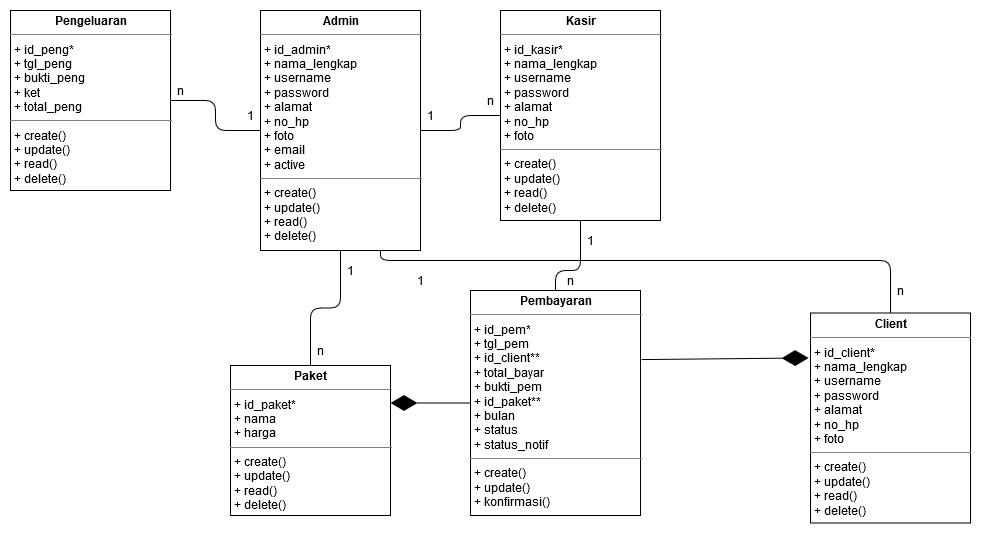 Pengeluaran
+ id_peng*
+ tgl_peng
+ bukti_peng
+ ket
+ total_peng
+ create()
+ update()
+ read()
+ delete()
n
1
Admin
+ id_admin*
+ nama_lengkap
+ username
+ password
+ alamat
+ no_hp
+ foto
+ email
+ active
+ create()
+ update()
+ read()
+ delete()
1
n
Kasir
+ id_kasir*
+ nama_lengkap
+ username
+ password
+ alamat
+ no_hp
+ foto
+ create()
+ update()
+ read()
+ delete()
1
n
1
n
1
n
Paket
+ id_paket*
+ nama
+ harga
+ create()
+ update()
+ read()
+ delete()
Pembayaran
+ id_pem*
+ tgl_pem
+ id_client**
+ total_bayar
+ bukti_pem
+ id_paket**
+ bulan
+ status
+ status_notif
+ create()
+ update()
+ konfirmasi()
Client
+ id_client*
+ nama_lengkap
+ username
+ password
+ alamat
+ no_hp
+ foto
+ create()
+ update()
+ read()
+ delete()